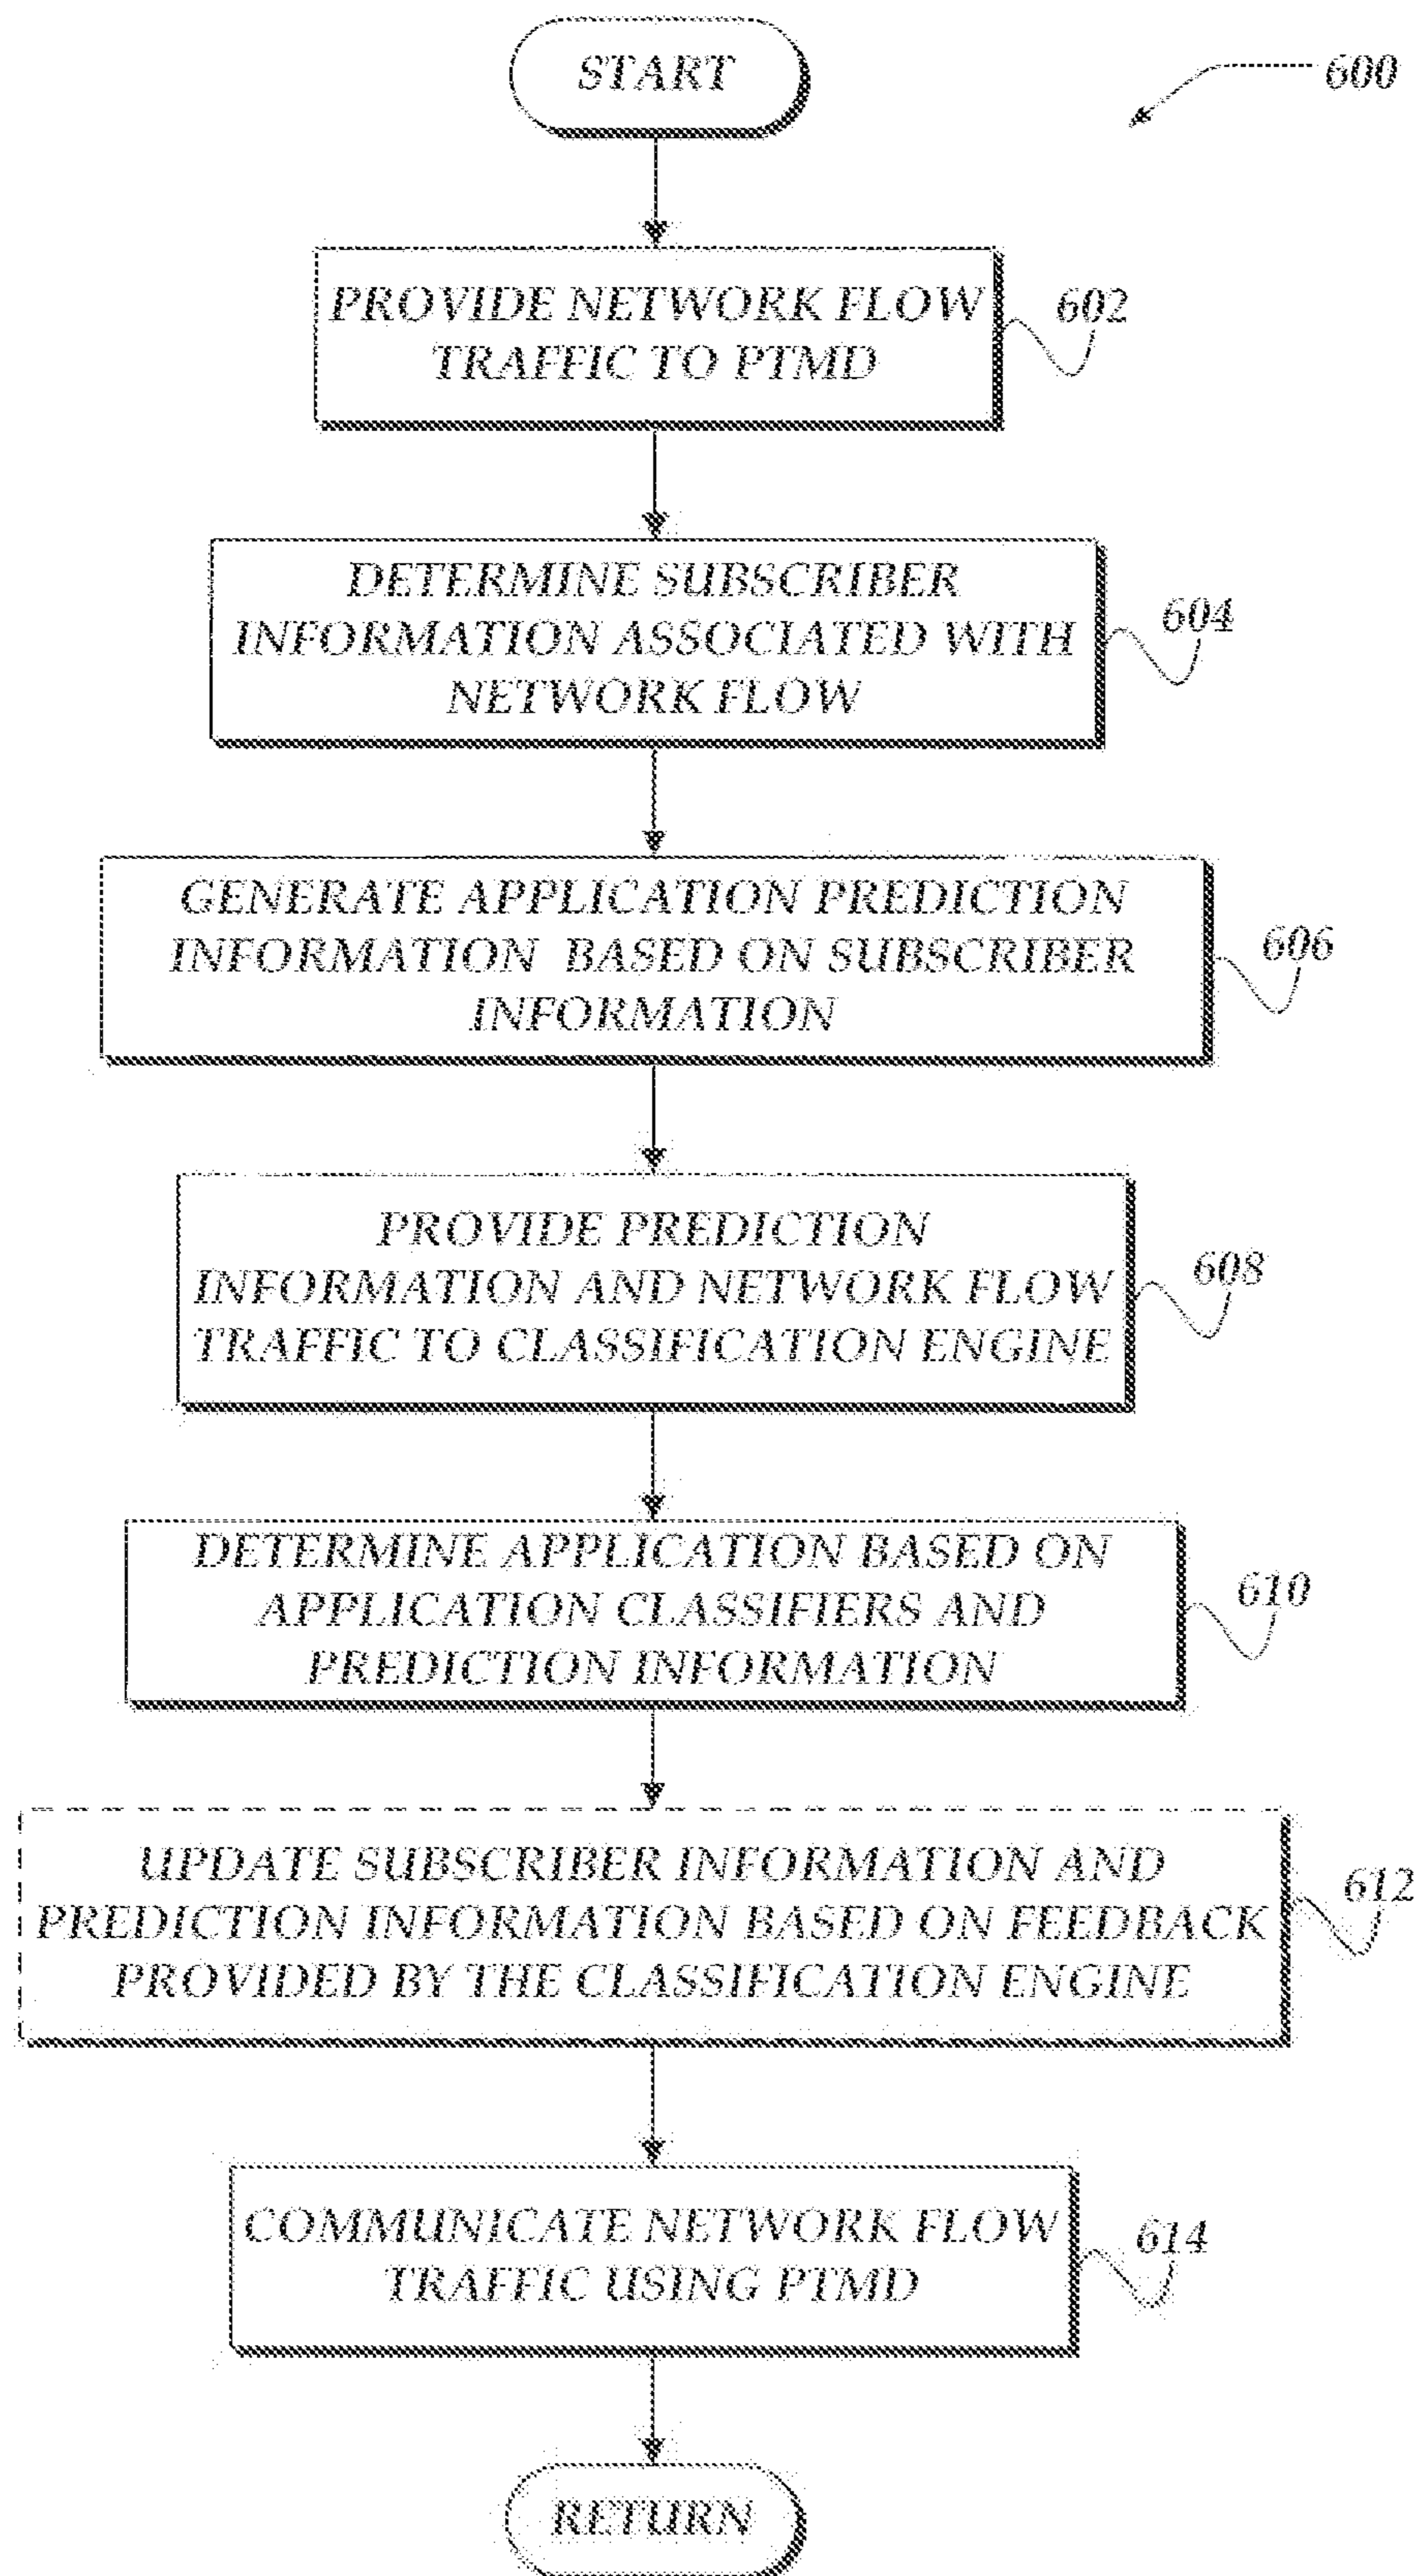 START
600
PROVIDE NETWORK FLOW
TRAFFIC TO PTMD
602
DETERMINE SUBSCRIBER
INFORMATION ASSOCIATED WITH
NETWORK FLOW
604
GENERATE APPLICATION PREDICTION
INFORMATION BASED ON SUBSCRIBER
INFORMATION
606
PROVIDE PREDICTION
INFORMATION AND NETWORK FLOW
TRAFFIC TO CLASSIFICATION ENGINE
608
DETERMINE APPLICATION BASED ON
APPLICATION CLASSIFIERS AND
PREDICTION INFORMATION
610
UPDATE SUBSCRIBER INFORMATION AND
PREDICTION INFORMATION BASED ON FEEDBACK
PROVIDED BY THE CLASSIFICATION ENGINE
612
COMMUNICATE NETWORK FLOW
TRAFFIC USING PTMD
614
RETURN